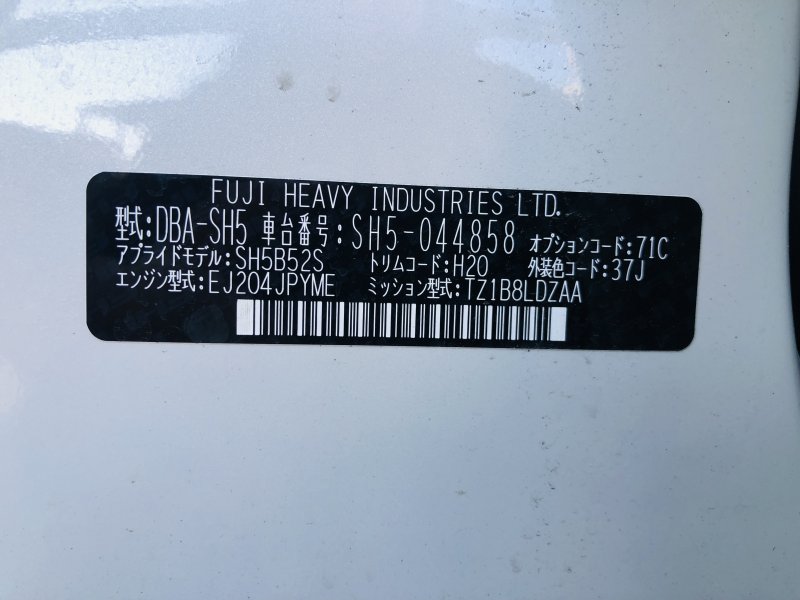 FUJI HEAVY INDUSTRIES LTD.
型式:DBA-SH5 車台番号:SH5-044858 オプションコード:71C
アプライドモデル:SH5B52S トリムコード:H20 外装色コード:37J
エンジン型式:EJ204JPYME ミッション型式:TZ1B8LDZAA